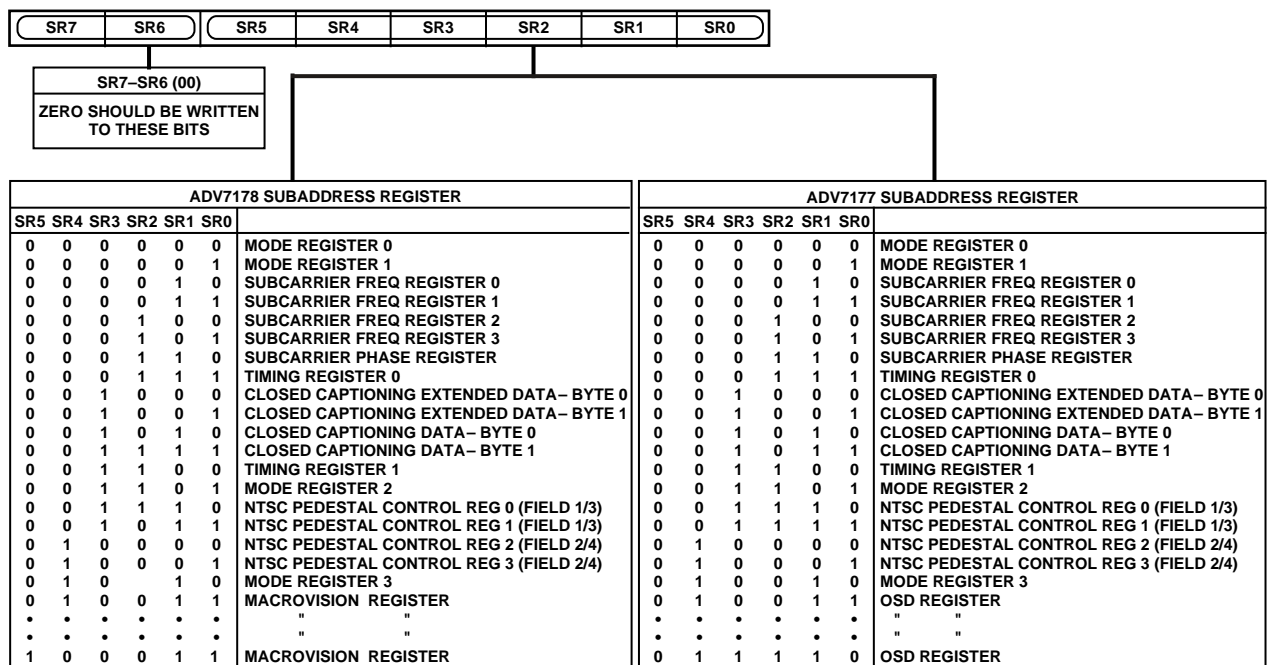 SR7 SR6 SR5 SR4 SR3 SR2 SR1 SR0
SR7–SR6 (00)
ZERO SHOULD BE WRITTEN
TO THESE BITS
ADV7178 SUBADDRESS REGISTER
SR5 SR4 SR3 SR2 SR1 SR0
0 0 0 0 0 0 MODE REGISTER 0
0 0 0 0 0 1 MODE REGISTER 1
0 0 0 0 1 0 SUBCARRIER FREQ REGISTER 0
0 0 0 0 1 1 SUBCARRIER FREQ REGISTER 1
0 0 0 1 0 0 SUBCARRIER FREQ REGISTER 2
0 0 0 1 0 1 SUBCARRIER FREQ REGISTER 3
0 0 0 1 1 0 SUBCARRIER PHASE REGISTER
0 0 0 1 1 1 TIMING REGISTER 0
0 0 1 0 0 0 CLOSED CAPTIONING EXTENDED DATA– BYTE 0
0 0 1 0 0 1 CLOSED CAPTIONING EXTENDED DATA– BYTE 1
0 0 1 0 1 0 CLOSED CAPTIONING DATA– BYTE 0
0 0 1 1 1 1 CLOSED CAPTIONING DATA– BYTE 1
0 0 1 1 0 0 TIMING REGISTER 1
0 0 1 1 0 1 MODE REGISTER 2
0 0 1 1 1 0 NTSC PEDESTAL CONTROL REG 0 (FIELD 1/3)
0 0 1 0 1 1 NTSC PEDESTAL CONTROL REG 1 (FIELD 1/3)
0 1 0 0 0 0 NTSC PEDESTAL CONTROL REG 2 (FIELD 2/4)
0 1 0 0 0 1 NTSC PEDESTAL CONTROL REG 3 (FIELD 2/4)
0 1 0 1 0 MODE REGISTER 3
0 1 0 0 1 1 MACROVISION REGISTER
• • • • • • " "
• • • • • • " "
1 0 0 0 1 1 MACROVISION REGISTER
ADV7177 SUBADDRESS REGISTER
SR5 SR4 SR3 SR2 SR1 SR0
0 0 0 0 0 0 MODE REGISTER 0
0 0 0 0 0 1 MODE REGISTER 1
0 0 0 0 1 0 SUBCARRIER FREQ REGISTER 0
0 0 0 0 1 1 SUBCARRIER FREQ REGISTER 1
0 0 0 1 0 0 SUBCARRIER FREQ REGISTER 2
0 0 0 1 0 1 SUBCARRIER FREQ REGISTER 3
0 0 0 1 1 0 SUBCARRIER PHASE REGISTER
0 0 0 1 1 1 TIMING REGISTER 0
0 0 1 0 0 0 CLOSED CAPTIONING EXTENDED DATA– BYTE 0
0 0 1 0 0 1 CLOSED CAPTIONING EXTENDED DATA– BYTE 1
0 0 1 0 1 0 CLOSED CAPTIONING DATA– BYTE 0
0 0 1 0 1 1 CLOSED CAPTIONING DATA– BYTE 1
0 0 1 1 0 0 TIMING REGISTER 1
0 0 1 1 0 1 MODE REGISTER 2
0 0 1 1 1 0 NTSC PEDESTAL CONTROL REG 0 (FIELD 1/3)
0 0 1 1 1 1 NTSC PEDESTAL CONTROL REG 1 (FIELD 1/3)
0 1 0 0 0 0 NTSC PEDESTAL CONTROL REG 2 (FIELD 2/4)
0 1 0 0 0 1 NTSC PEDESTAL CONTROL REG 3 (FIELD 2/4)
0 1 0 0 1 0 MODE REGISTER 3
0 1 0 0 1 1 OSD REGISTER
• • • • • • " "
• • • • • • " "
0 1 1 1 1 0 OSD REGISTER